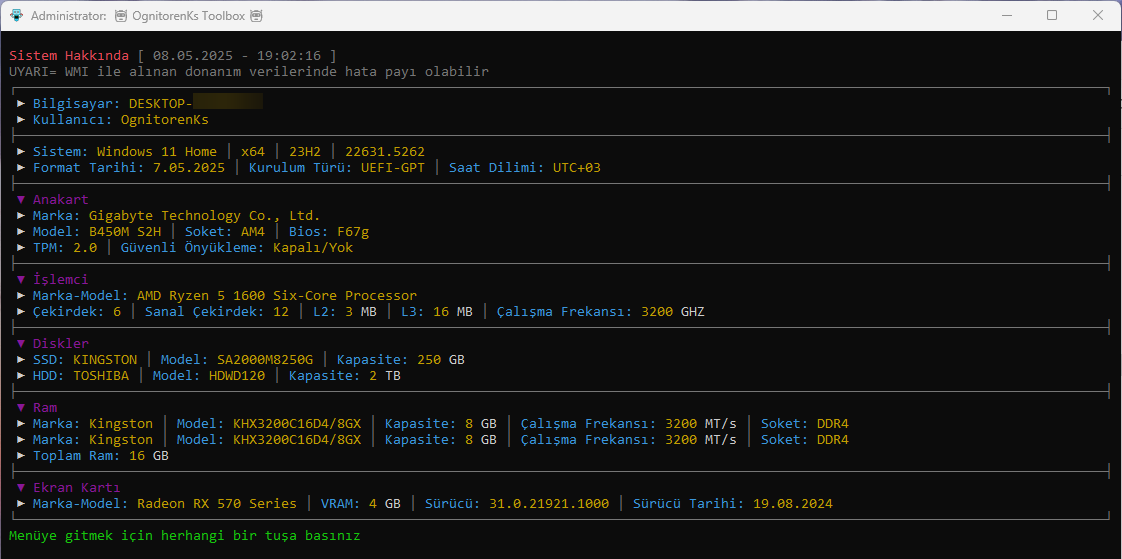 Administrator: OgnitorenKs Toolbox
Sistem Hakkında [ 08.05.2025 - 19:02:16 ]
UYARI= WMI ile alınan donanım verilerinde hata payı olabilir
► Bilgisayar: DESKTOP-
► Kullanıcı: OgnitorenKs
► Sistem: Windows 11 Home │ x64 │ 23H2 │ 22631.5262
► Format Tarihi: 7.05.2025 │ Kurulum Türü: UEFI-GPT │ Saat Dilimi: UTC+03
▼ Anakart
► Marka: Gigabyte Technology Co., Ltd.
► Model: B450M S2H │ Soket: AM4 │ Bios: F67g
► TPM: 2.0 │ Güvenli Önyükleme: Kapalı/Yok
▼ İşlemci
► Marka-Model: AMD Ryzen 5 1600 Six-Core Processor
► Çekirdek: 6 │ Sanal Çekirdek: 12 │ L2: 3 MB │ L3: 16 MB │ Çalışma Frekansı: 3200 GHZ
▼ Diskler
► SSD: KINGSTON │ Model: SA2000M8250G │ Kapasite: 250 GB
► HDD: TOSHIBA │ Model: HDWD120 │ Kapasite: 2 TB
▼ Ram
► Marka: Kingston │ Model: KHX3200C16D4/8GX │ Kapasite: 8 GB │ Çalışma Frekansı: 3200 MT/s │ Soket: DDR4
► Marka: Kingston │ Model: KHX3200C16D4/8GX │ Kapasite: 8 GB │ Çalışma Frekansı: 3200 MT/s │ Soket: DDR4
► Toplam Ram: 16 GB
▼ Ekran Kartı
► Marka-Model: Radeon RX 570 Series │ VRAM: 4 GB │ Sürücü: 31.0.21921.1000 │ Sürücü Tarihi: 19.08.2024
Menüye gitmek için herhangi bir tuşa basınız